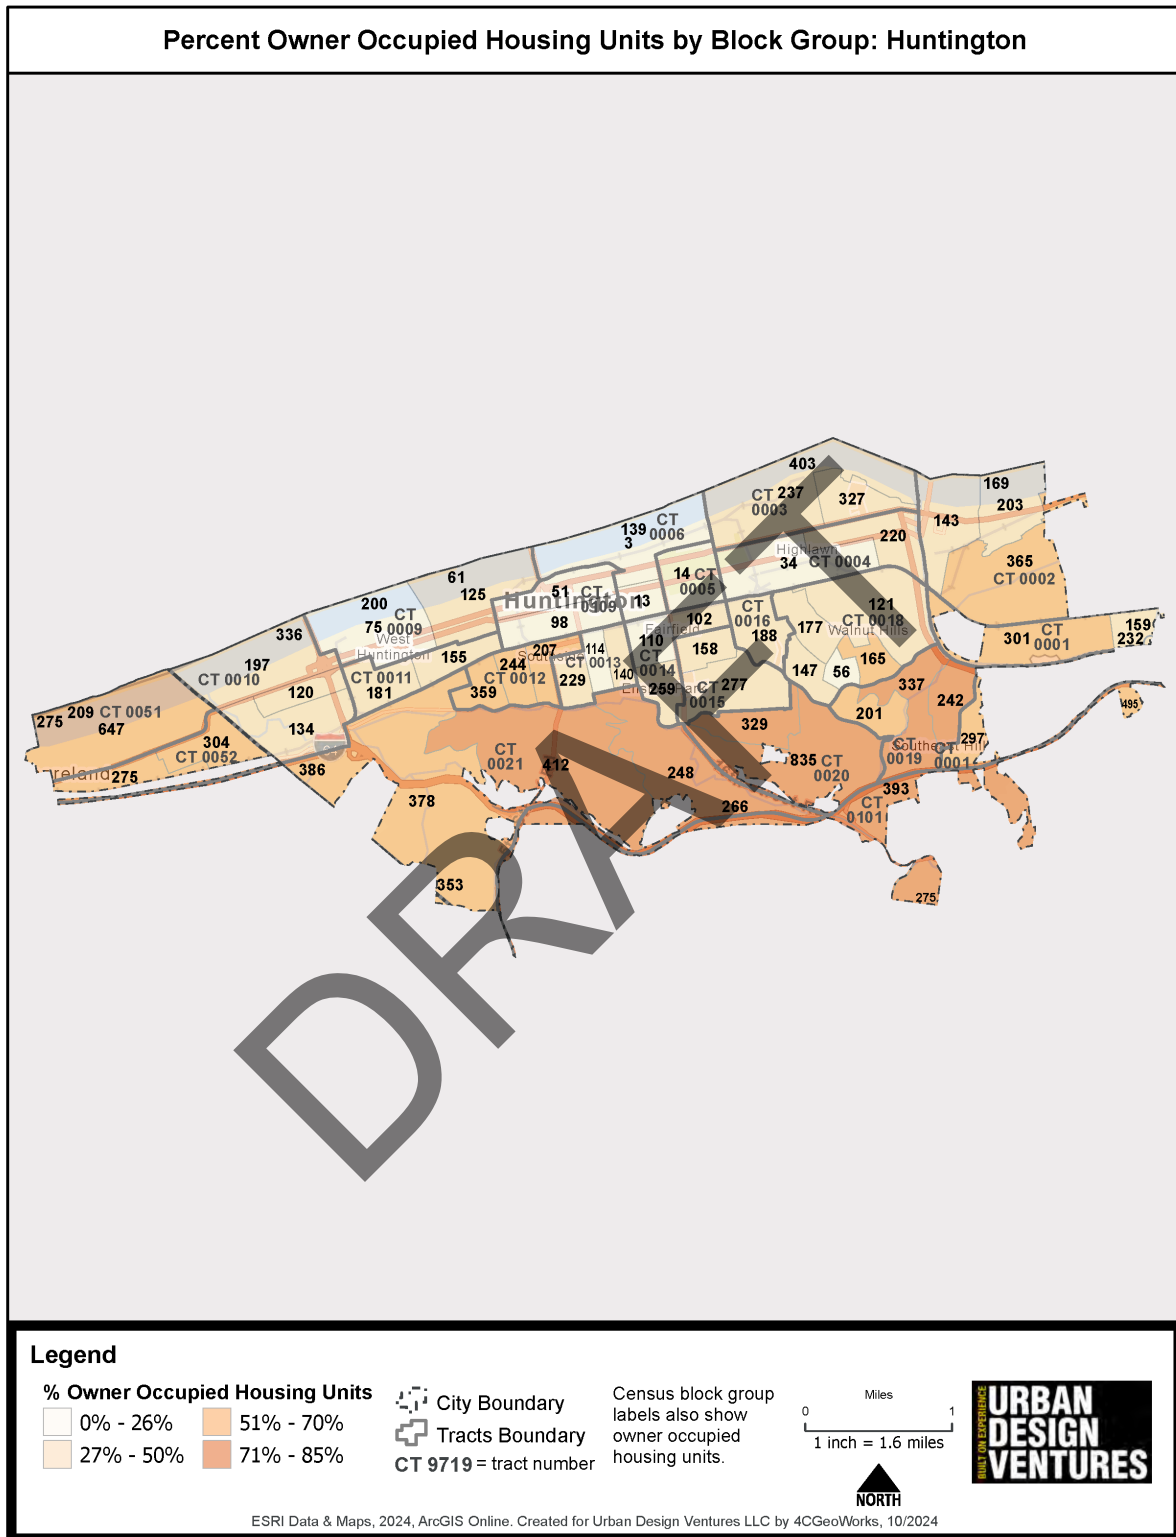 Percent Owner Occupied Housing Units by Block Group: Huntington
403
169
CT 0003
237
327
203
139
3
CT 0006
143
220
Highlawn
34
CT 0004
365
CT 0002
61
125
14
CT 0005
51
Huntington
13
98
200
75
CT 0009
West Huntington
336
197
CT 0010
120
134
155
CT 0011
181
207
244
CT 0012
359
114
CT 0013
229
140
102
Fairfield
110
CT 0014
158
259
CT 0015
277
CT 0016
188
177
121
CT 0018
Walnut Hills
147
56
165
201
337
242
301
CT 0001
159
232
495
297
275
209
CT 0051
647
304
CT 0052
275
386
378
353
CT 0021
412
248
266
329
835
CT 0020
CT 0019
393
CT 0101
275
DRAFT
Legend
% Owner Occupied Housing Units
0% - 26%
27% - 50%
51% - 70%
71% - 85%
City Boundary
Tracts Boundary
CT 9719 = tract number
Census block group
labels also show
owner occupied
housing units.
Miles
0 1
1 inch = 1.6 miles
NORTH
BUILT ON EXPERIENCE
URBAN
DESIGN
VENTURES
ESRI Data & Maps, 2024, ArcGIS Online. Created for Urban Design Ventures LLC by 4CGeoWorks, 10/2024